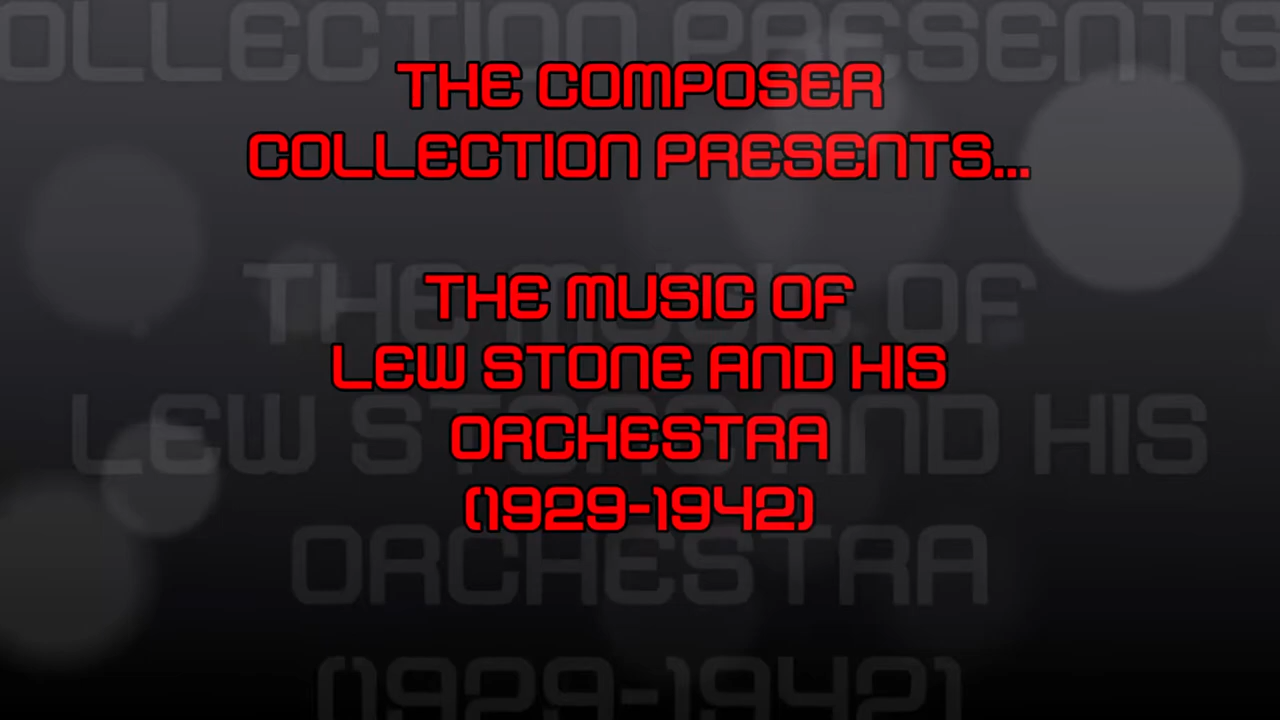 THE COMPOSER
COLLECTION PRESENTS...
THE MUSIC OF
LEW STONE AND HIS
ORCHESTRA
(1929-1942)